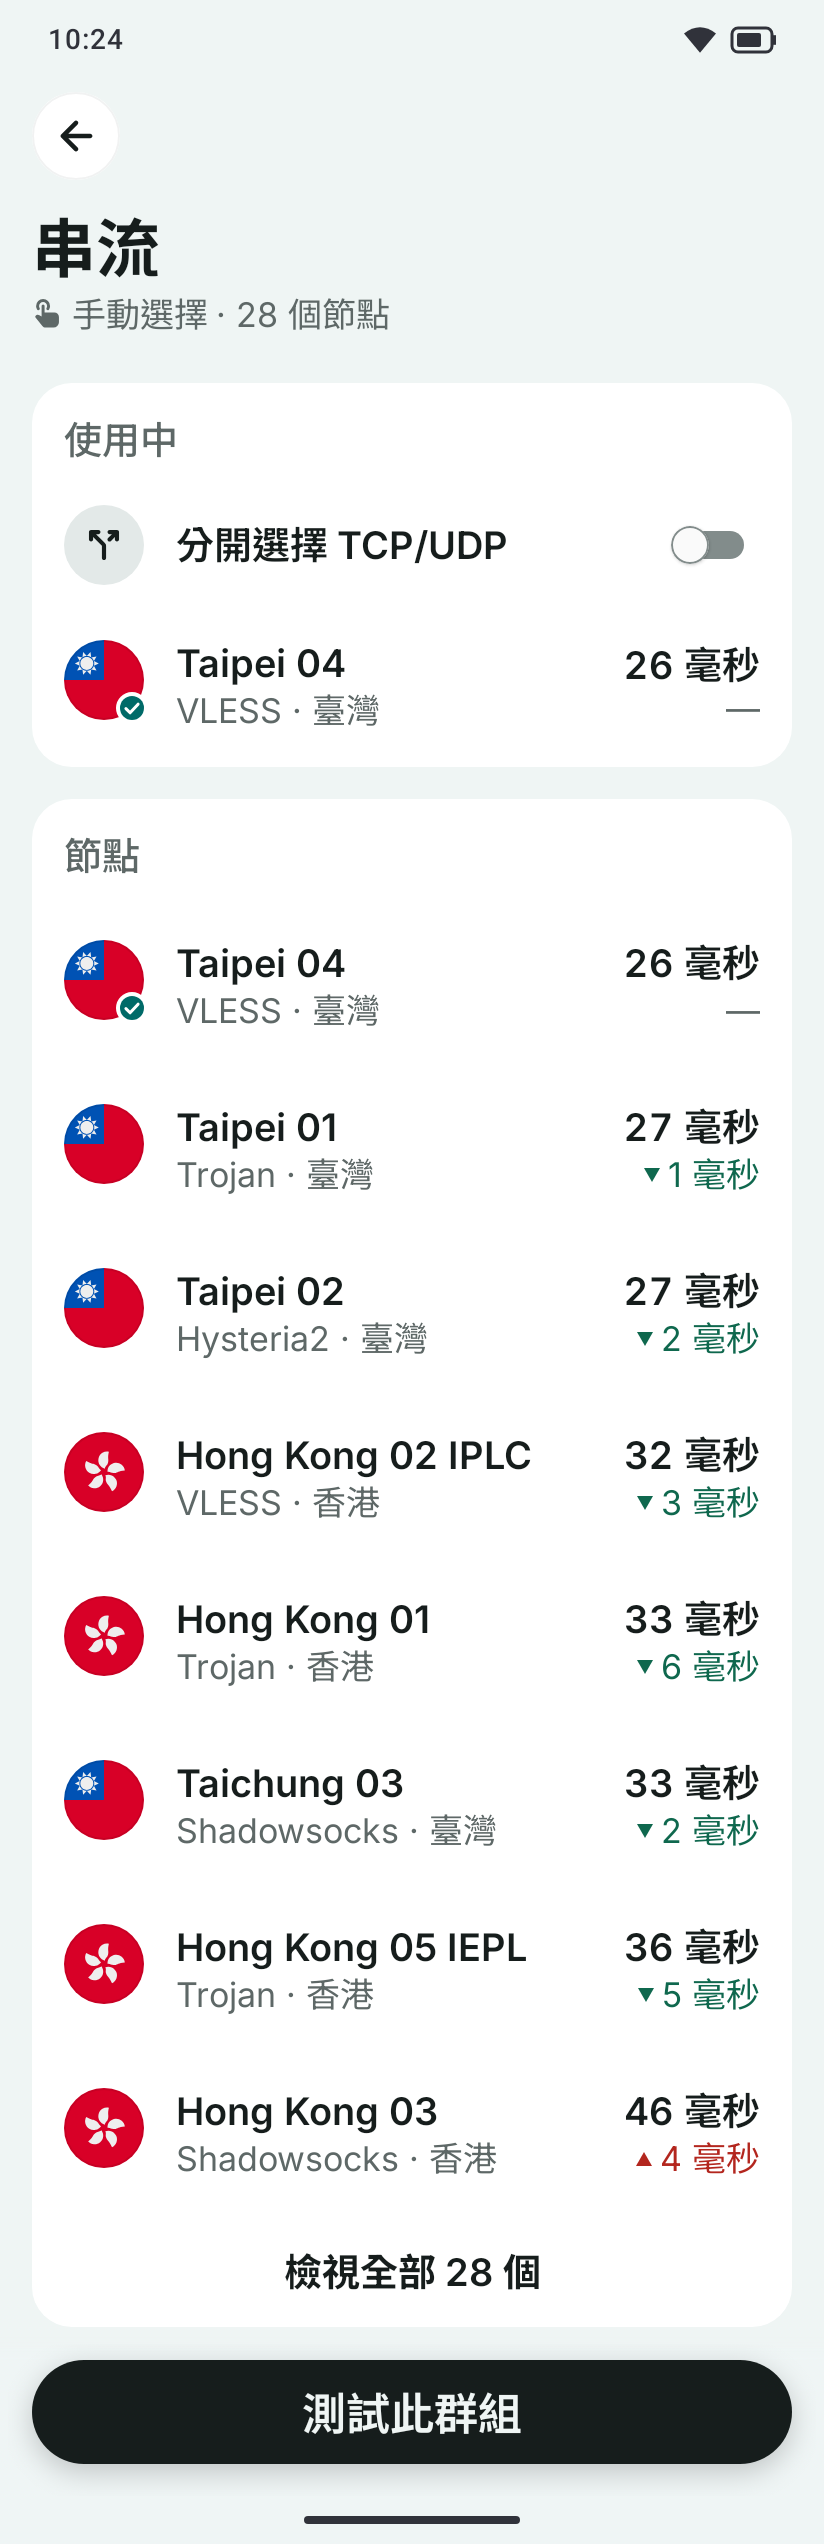 10:24
串流
手動選擇 · 28 個節點
使用中
分開選擇 TCP/UDP
Taipei 04
26 毫秒
VLESS · 臺灣
—
節點
Taipei 04
26 毫秒
VLESS · 臺灣
—
Taipei 01
27 毫秒
Trojan · 臺灣
▼1 毫秒
Taipei 02
27 毫秒
Hysteria2 · 臺灣
▼2 毫秒
Hong Kong 02 IPLC
32 毫秒
VLESS · 香港
▼3 毫秒
Hong Kong 01
33 毫秒
Trojan · 香港
▼6 毫秒
Taichung 03
33 毫秒
Shadowsocks · 臺灣
▼2 毫秒
Hong Kong 05 IEPL
36 毫秒
Trojan · 香港
▼5 毫秒
Hong Kong 03
46 毫秒
Shadowsocks · 香港
▲4 毫秒
檢視全部 28 個
測試此群組